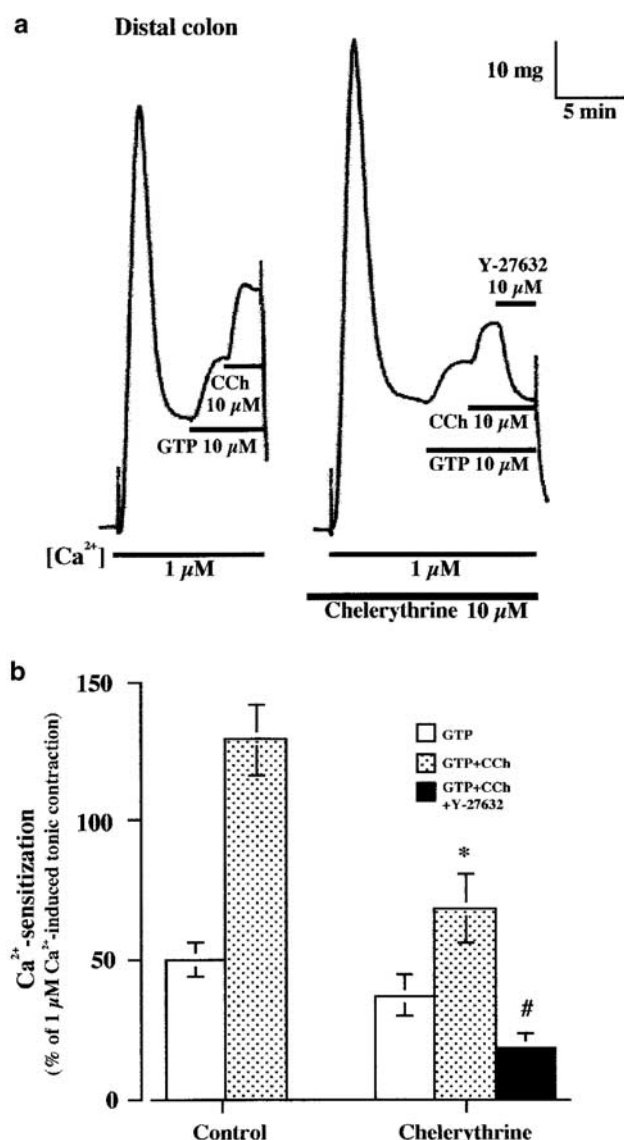 a
Distal colon
10 mg
5 min
Y-27632
10 µM
CCh
10 µM
GTP 10 µM
CCh 10 µM
GTP 10 µM
[Ca²⁺]
1 µM
1 µM
Chelerythrine 10 µM
b
Ca²⁺-sensitization
(% of 1 µM Ca²⁺-induced tonic contraction)
150
100
50
0
GTP
GTP+CCh
GTP+CCh
+Y-27632
*
#
Control
Chelerythrine